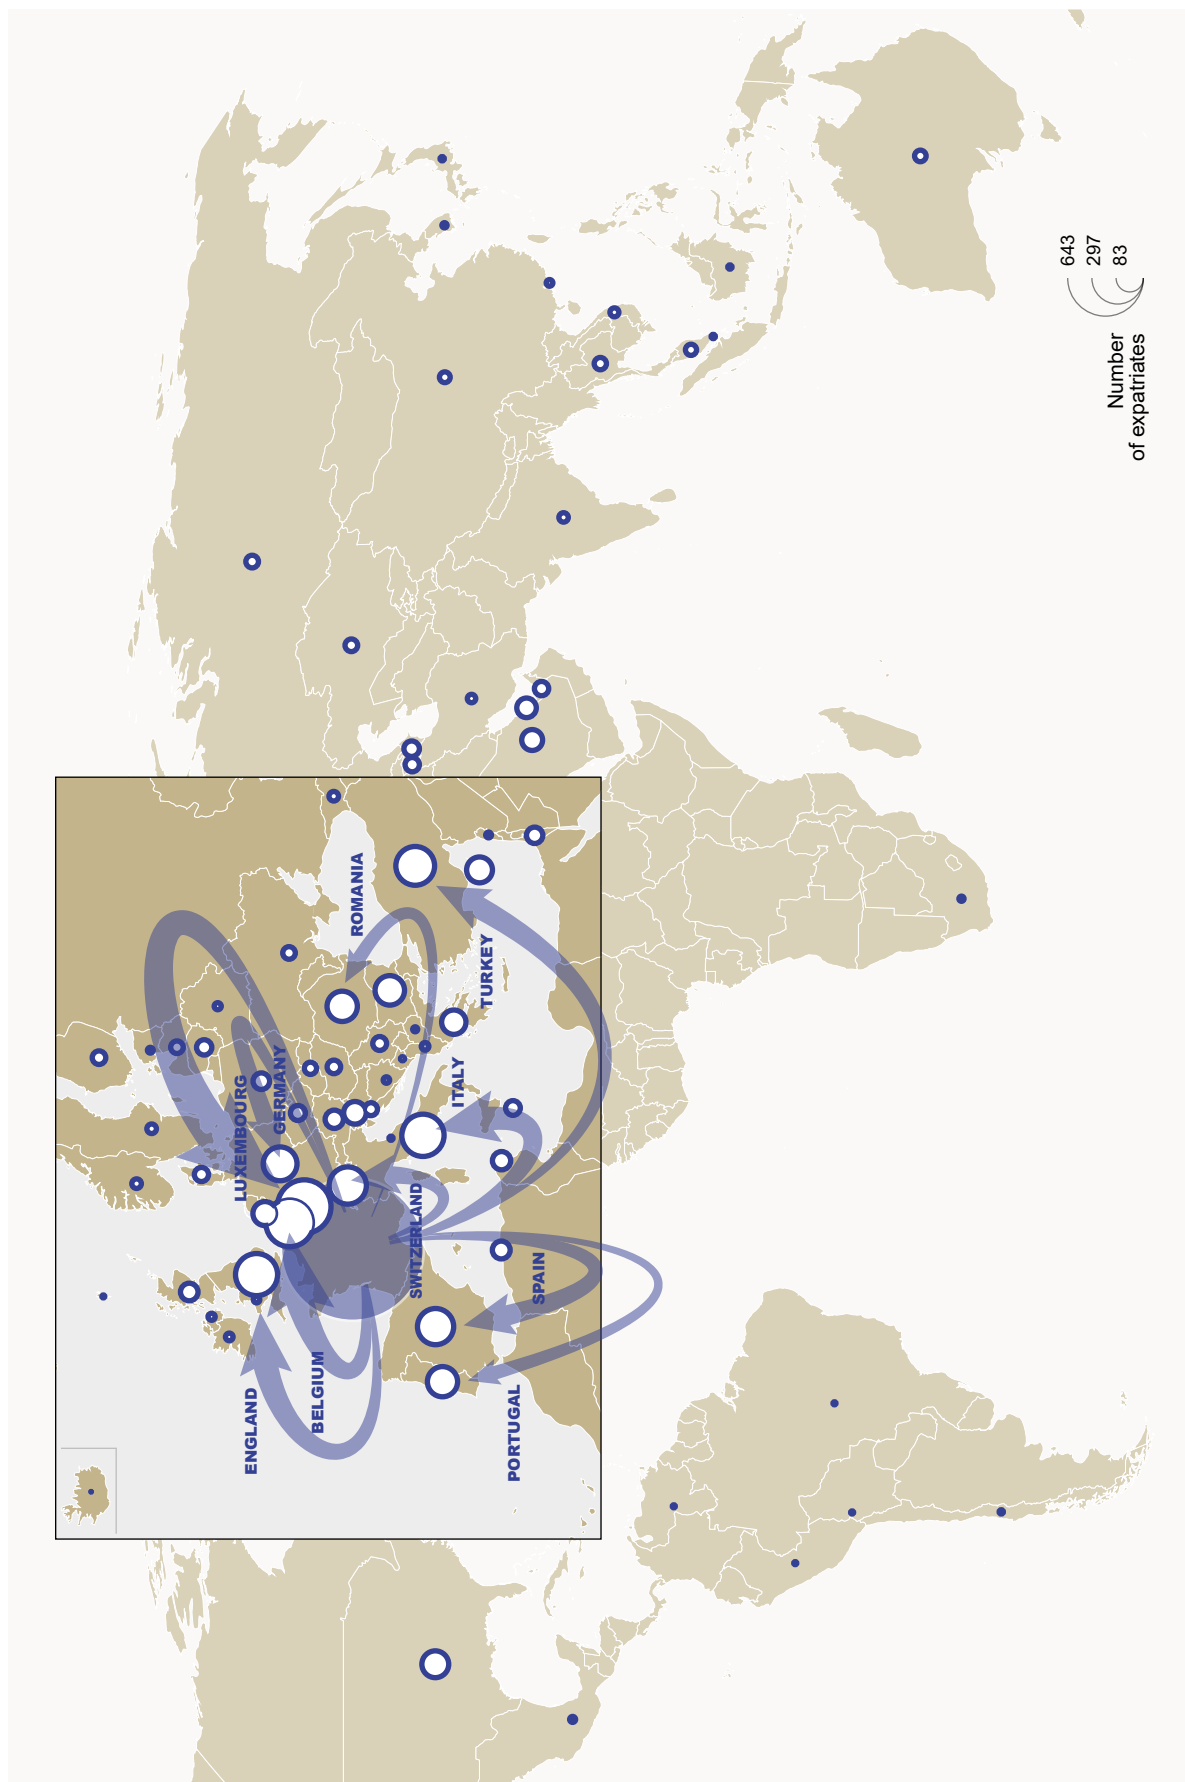 ROMANIA
TURKEY
ITALY
GERMANY
LUXEMBOURG
SWITZERLAND
SPAIN
PORTUGAL
BELGIUM
ENGLAND
Number
of expatriates
643
297
83